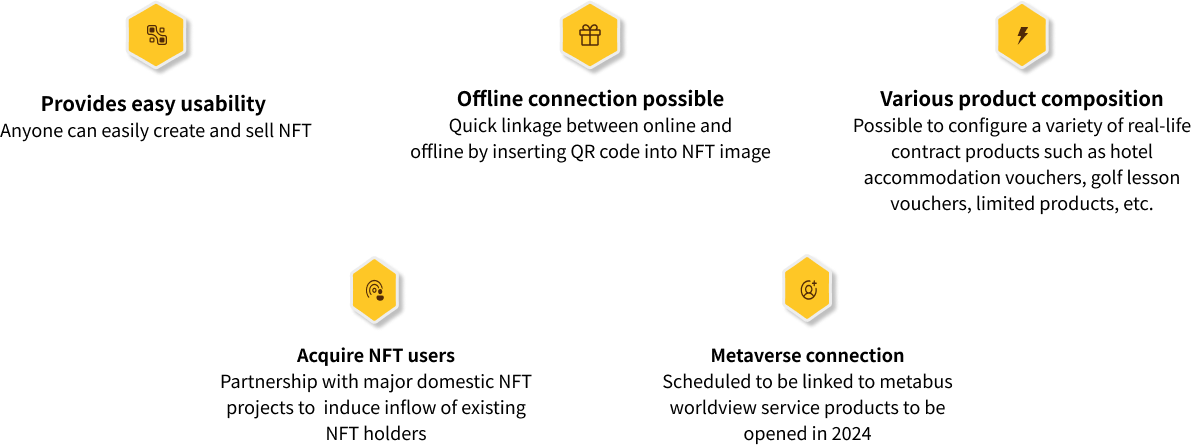 Provides easy usability
Anyone can easily create and sell NFT
Offline connection possible
Quick linkage between online and
offline by inserting QR code into NFT image
Various product composition
Possible to configure a variety of real-life
contract products such as hotel
accommodation vouchers, golf lesson
vouchers, limited products, etc.
Acquire NFT users
Partnership with major domestic NFT
projects to  induce inflow of existing
NFT holders
Metaverse connection
Scheduled to be linked to metabus
worldview service products to be
opened in 2024